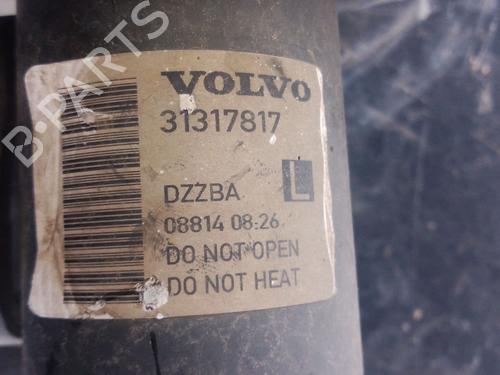 VOLVO
31317817
DZZBA L
08814 08:26
DO NOT OPEN
DO NOT HEAT
B-PARTS